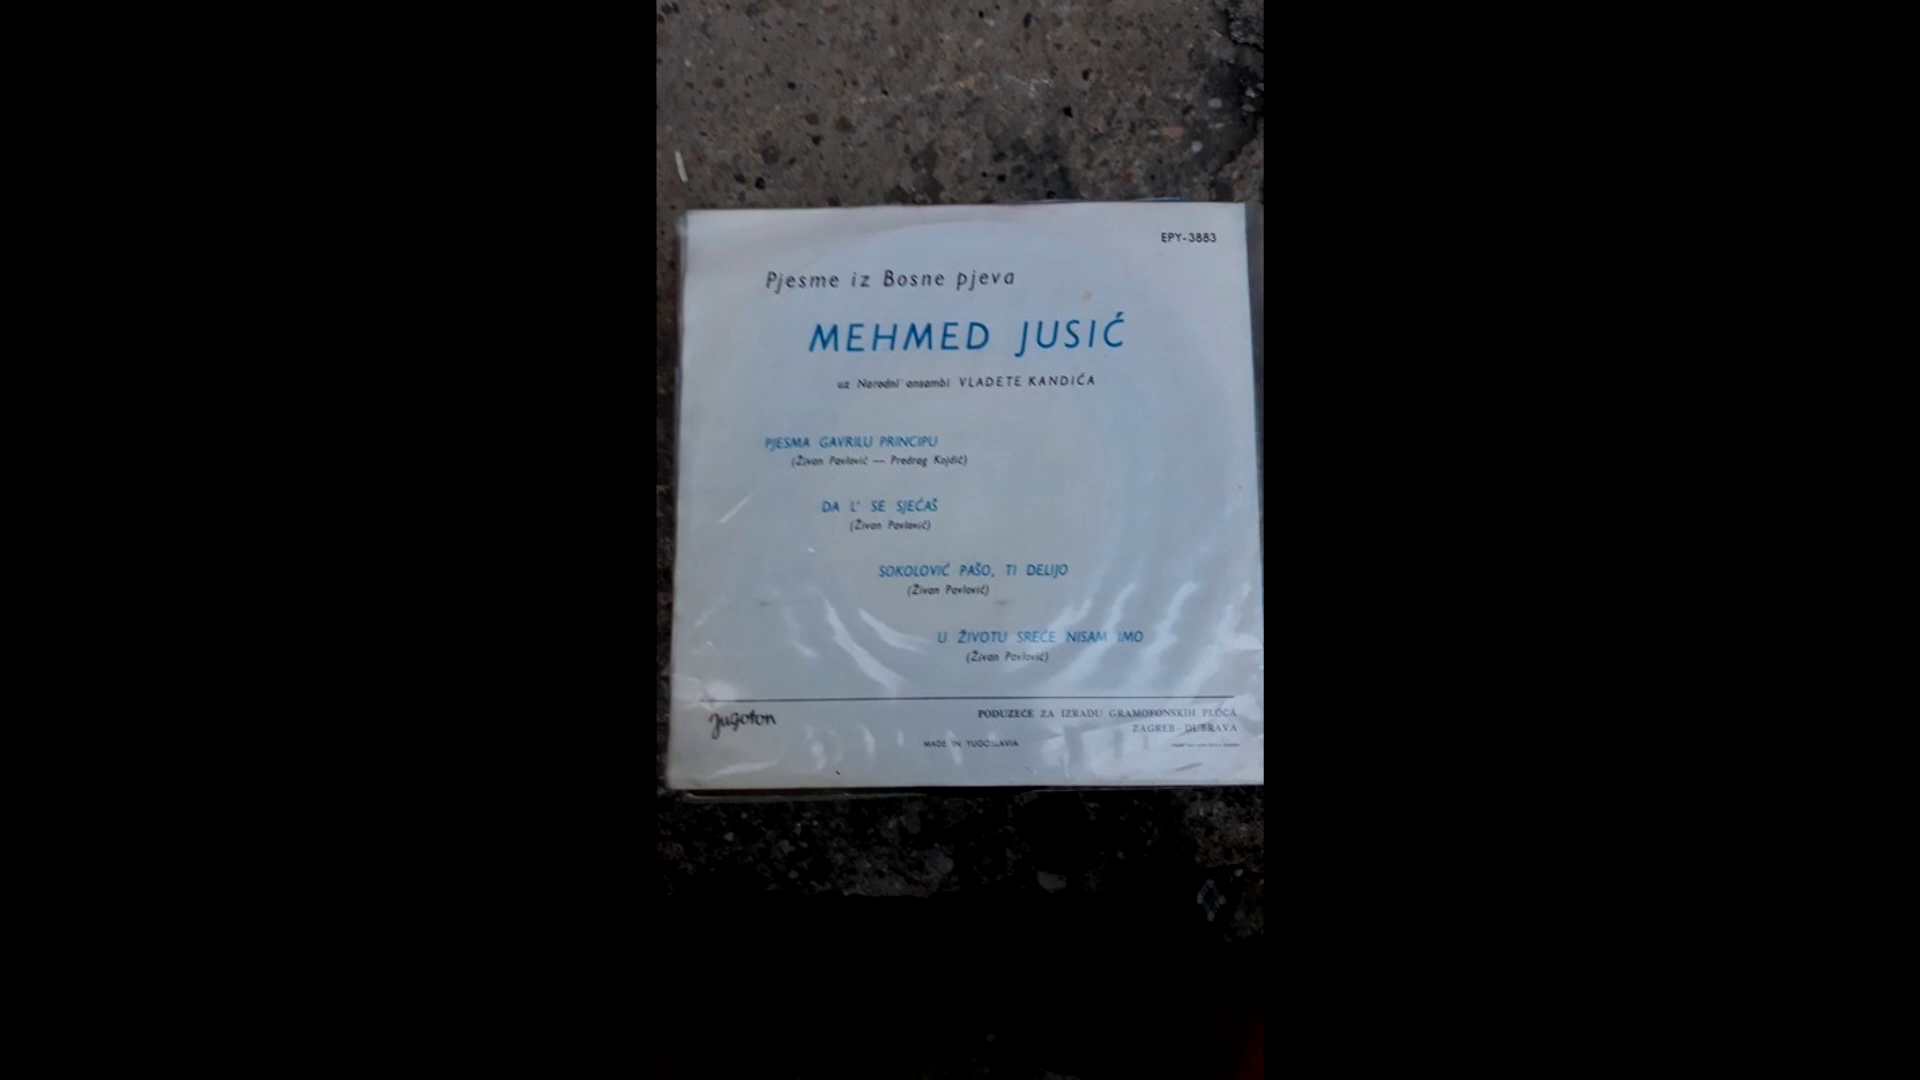 EPY-3883
Pjesme iz Bosne pjeva
MEHMED JUSIĆ
uz Narodni ansambl VLADETE KANDIĆA
PJESMA GAVRILU PRINCIPU
(Živan Pavlović — Predrag Kojdić)
DA L' SE SJEĆAŠ
(Živan Pavlović)
SOKOLOVIĆ PAŠO, TI DELIJO
(Živan Pavlović)
U ŽIVOTU SREĆE NISAM IMO
(Živan Pavlović)
Jugoton
PODUZEĆE ZA IZRADU GRAMOFONSKIH PLOČA
ZAGREB - DUBRAVA
MADE IN YUGOSLAVIA